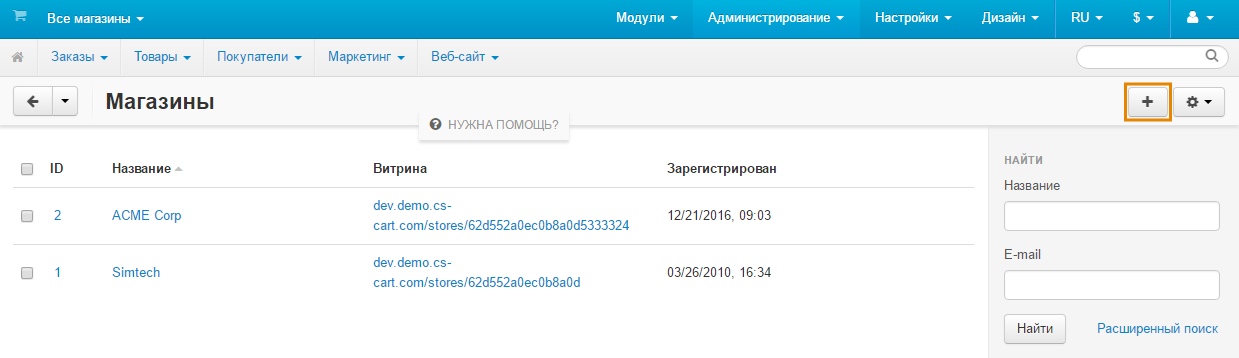 Все магазины Модули Администрирование Настройки Дизайн RU $
Заказы Товары Покупатели Маркетинг Веб-сайт
Магазины
НУЖНА ПОМОЩЬ?
ID Название Витрина Зарегистрирован
2 ACME Corp dev.demo.cs-
cart.com/stores/62d552a0ec0b8a0d5333324 12/21/2016, 09:03
1 Simtech dev.demo.cs-
cart.com/stores/62d552a0ec0b8a0d 03/26/2010, 16:34
НАЙТИ
Название
E-mail
Найти Расширенный поиск